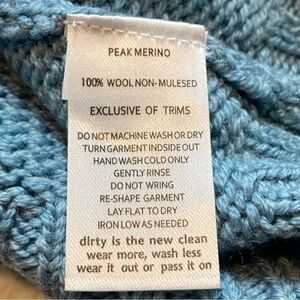 PEAK MERINO
100% WOOL NON-MULESED
EXCLUSIVE OF TRIMS
DO NOT MACHINE WASH OR DRY
TURN GARMENT INDSIDE OUT
HAND WASH COLD ONLY
GENTLY RINSE
DO NOT WRING
RE-SHAPE GARMENT
LAY FLAT TO DRY
IRON LOW AS NEEDED
dirty is the new clean
wear more, wash less
wear it out or pass it on